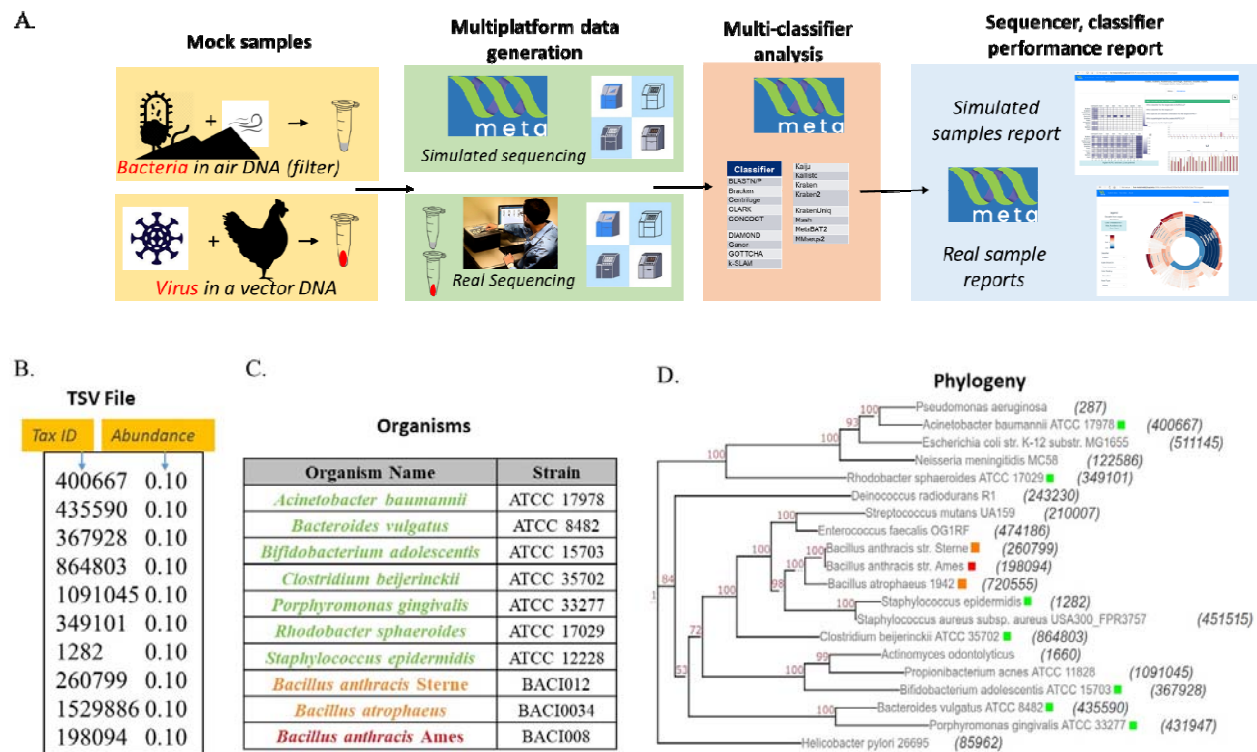 A.
Mock samples
Multiplatform data
generation
Multi-classifier
analysis
Sequencer, classifier
performance report
+
Bacteria in air DNA (filter)
+
Virus in a vector DNA
meta
Simulated sequencing
Real Sequencing
meta
Classifier
BLASTN/P
Bracken
Centrifuge
CLARK
CONCOCT
DIAMOND
Ganon
GOTTCHA
k-SLAM
Kaiju
Kallisto
Kraken
Kraken2
KrakenUniq
Mash
MetaBAT2
MMseqs2
Simulated
samples report
meta
Real sample
reports
B.
TSV File
Tax ID Abundance
400667 0.10
435590 0.10
367928 0.10
864803 0.10
1091045 0.10
349101 0.10
1282 0.10
260799 0.10
1529886 0.10
198094 0.10
C.
Organisms
Organism Name Strain
Acinetobacter baumannii ATCC 17978
Bacteroides vulgatus ATCC 8482
Bifidobacterium adolescentis ATCC 15703
Clostridium beijerinckii ATCC 35702
Porphyromonas gingivalis ATCC 33277
Rhodobacter sphaeroides ATCC 17029
Staphylococcus epidermidis ATCC 12228
Bacillus anthracis Sterne BACI012
Bacillus atrophaeus BACI0034
Bacillus anthracis Ames BACI008
D.
Phylogeny
100 Pseudomonas aeruginosa (287)
93 Acinetobacter baumannii ATCC 17978 (400667)
100 Escherichia coli str. K-12 substr. MG1655 (511145)
Neisseria meningitidis MC58 (122586)
100 Rhodobacter sphaeroides ATCC 17029 (349101)
84 Deinococcus radiodurans R1 (243230)
100 Streptococcus mutans UA159 (210007)
Enterococcus faecalis OG1RF (474186)
100 Bacillus anthracis str. Sterne (260799)
100 100 Bacillus anthracis str. Ames (198094)
98 Bacillus atrophaeus 1942 (720555)
1 100 100 Staphylococcus epidermidis (1282)
Staphylococcus aureus subsp. aureus USA300_FPR3757 (451515)
72 Clostridium beijerinckii ATCC 35702 (864803)
99 Actinomyces odontolyticus (1660)
53 100 Propionibacterium acnes ATCC 11828 (1091045)
Bifidobacterium adolescentis ATCC 15703 (367928)
100 Bacteroides vulgatus ATCC 8482 (435590)
Porphyromonas gingivalis ATCC 33277 (431947)
Helicobacter pylori 26695 (85962)